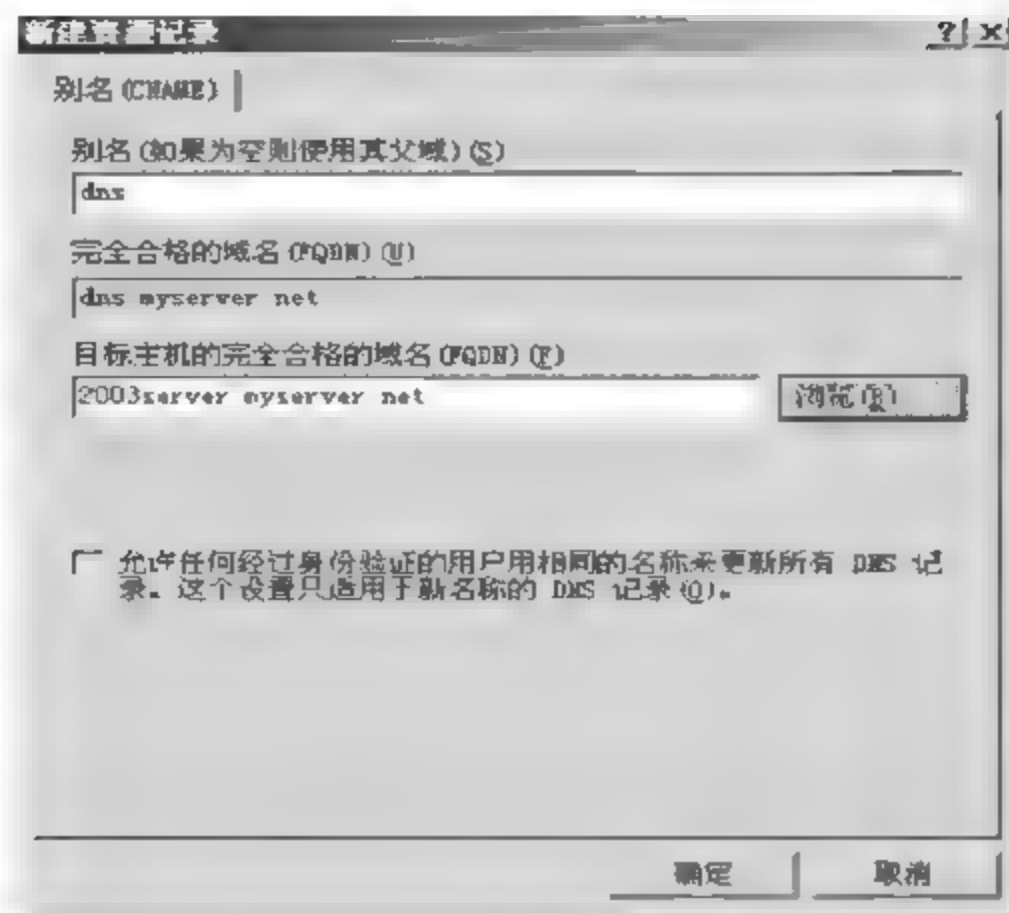 新建资源记录
别名(CNAME)
别名(如果为空则使用其父域)(S)
dns
完全合格的域名(FQDN)(U)
dns myserver net
目标主机的完全合格的域名(FQDN)(F)
2003server myserver net
浏览(B)
允许任何经过身份验证的用户用相同的名称来更新所有 DNS 记
录。这个设置只适用于新名称的 DNS 记录(O)。
确定
取消